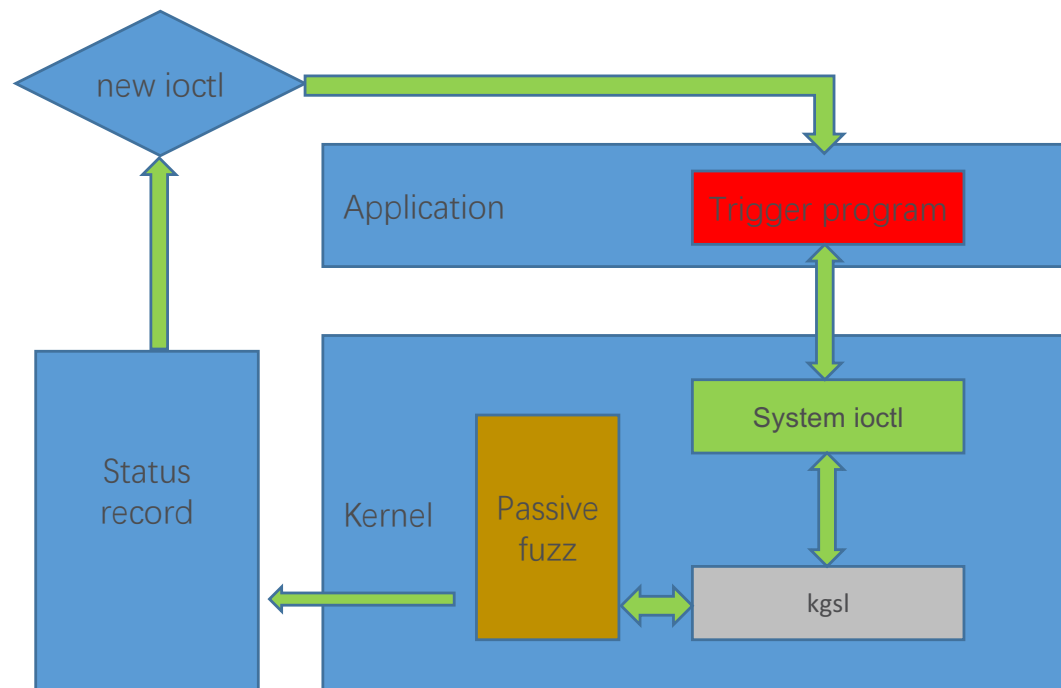 new ioctl
Application
Trigger program
System ioctl
Status
record
Kernel
Passive
fuzz
kgsl